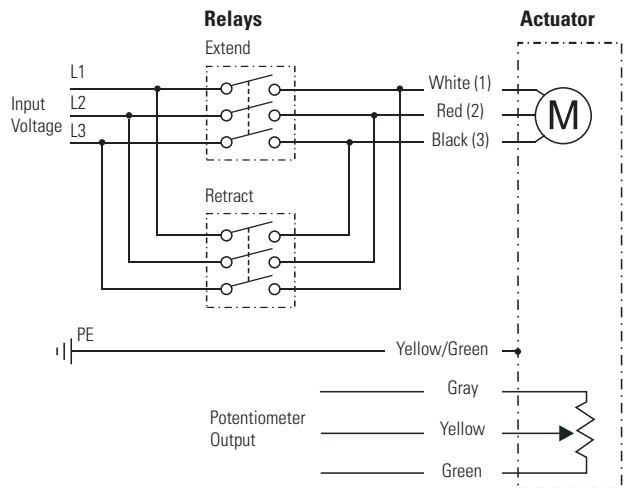 Relays
Actuator
Extend
L1
L2
L3
Input
Voltage
White (1)
Red (2)
Black (3)
M
Retract
PE
Yellow/Green
Gray
Potentiometer
Output
Yellow
Green